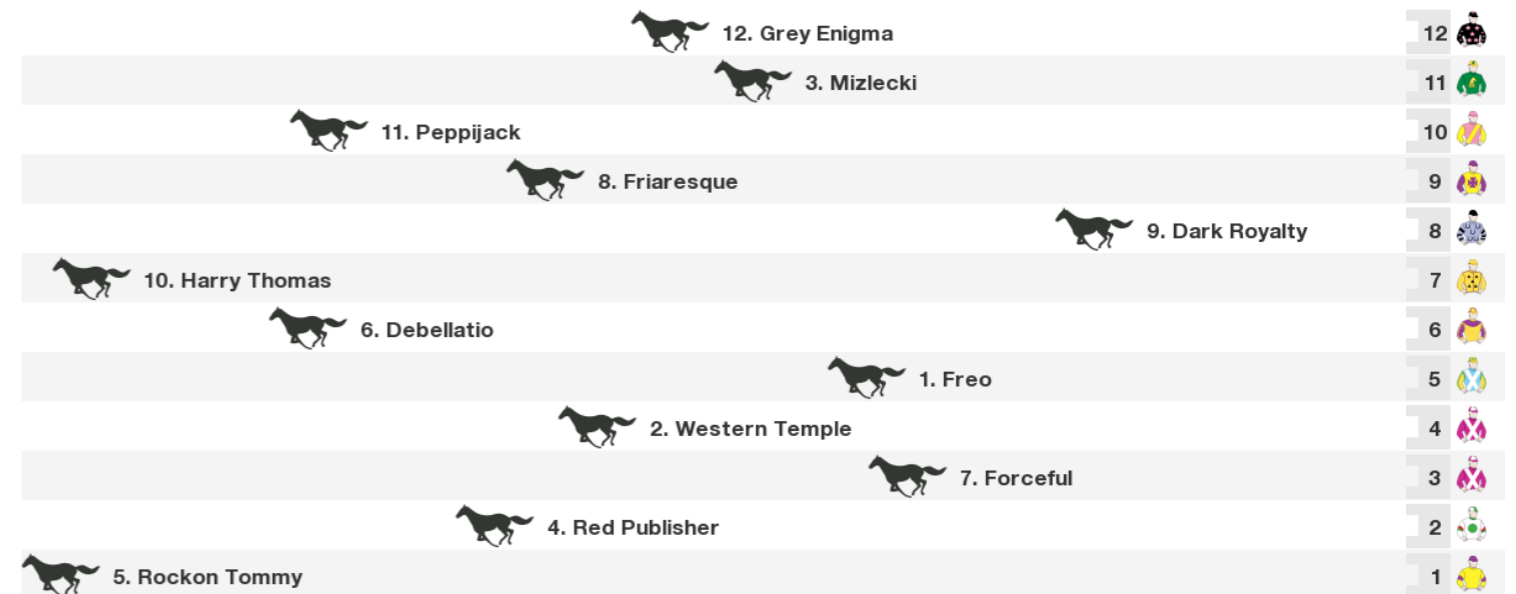 12. Grey Enigma 12
3. Mizlecki 11
11. Peppijack 10
8. Friaresque 9
9. Dark Royalty 8
10. Harry Thomas 7
6. Debellatio 6
1. Freo 5
2. Western Temple 4
7. Forceful 3
4. Red Publisher 2
5. Rockon Tommy 1